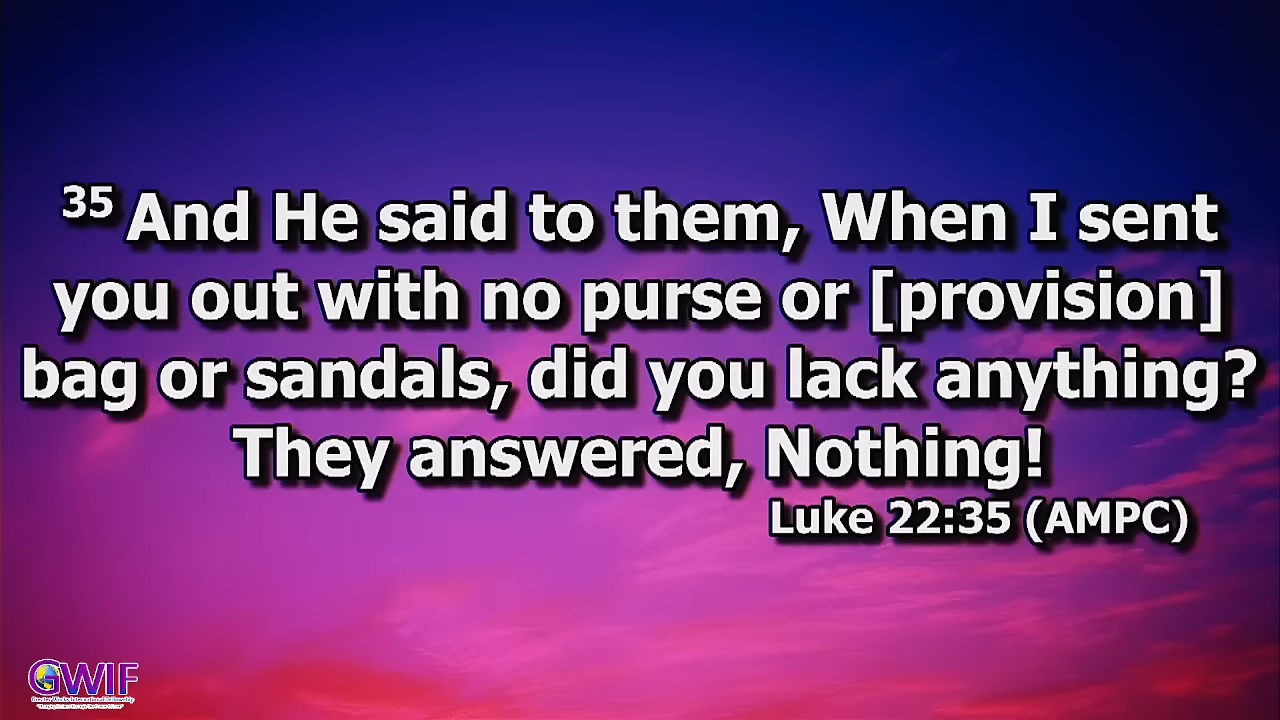 35 And He said to them, When I sent
you out with no purse or [provision]
bag or sandals, did you lack anything?
They answered, Nothing!
Luke 22:35 (AMPC)
GWIF